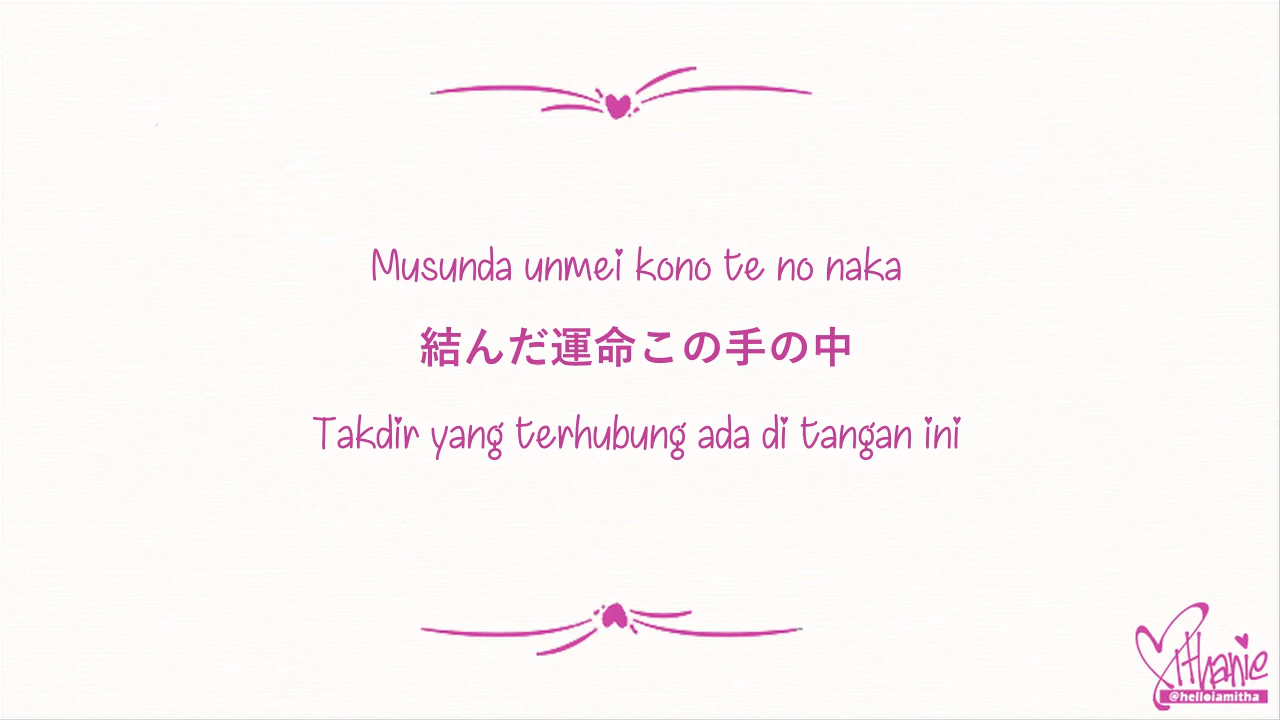 Musunda unmei kono te no naka
結んだ運命この手の中
Takdir yang terhubung ada di tangan ini
ithanie
@helloiamitha